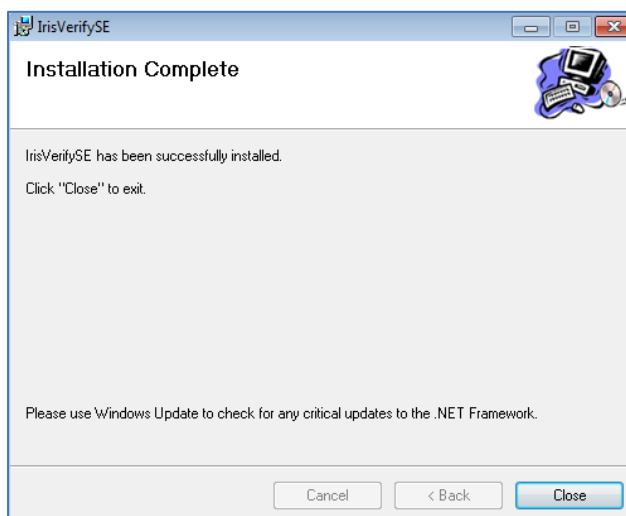 IrisVerifySE
Installation Complete
IrisVerifySE has been successfully installed.
Click "Close" to exit.
Please use Windows Update to check for any critical updates to the .NET Framework.
Cancel
< Back
Close